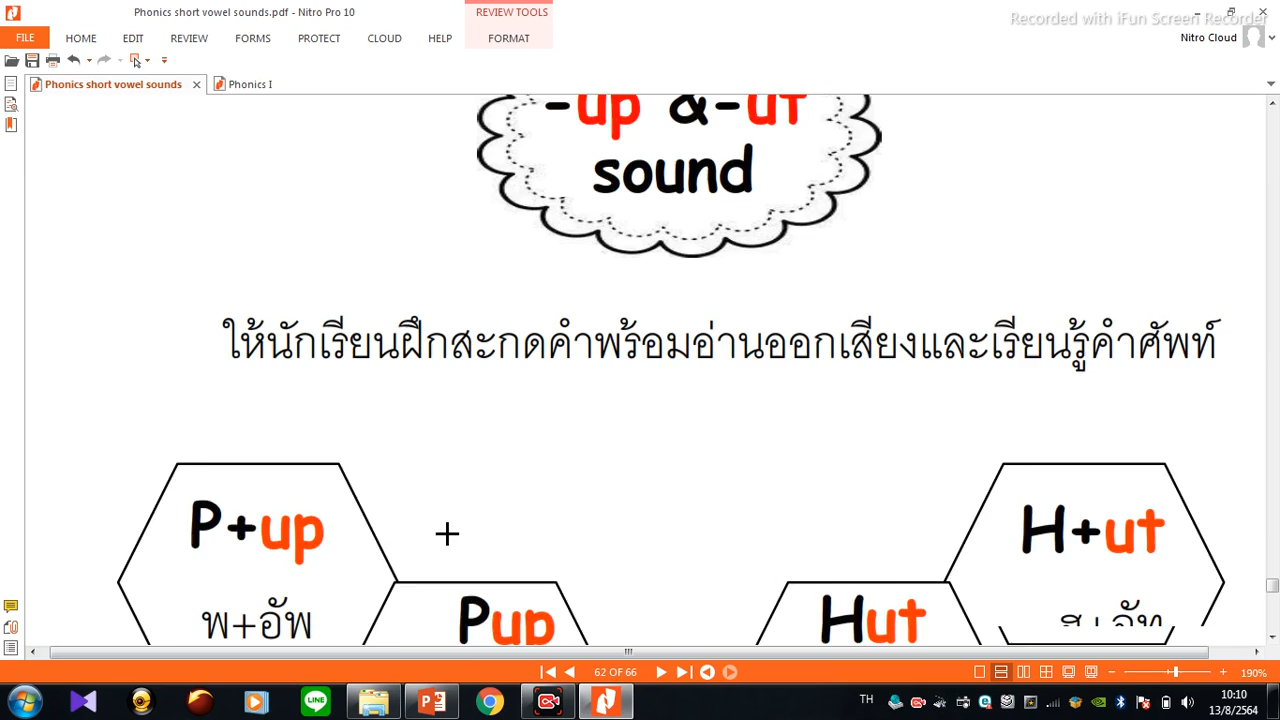 Phonics short vowel sounds.pdf - Nitro Pro 10
REVIEW TOOLS
Recorded with iFun Screen Recorder
FILE HOME EDIT REVIEW FORMS PROTECT CLOUD HELP FORMAT
Nitro Cloud
Phonics short vowel sounds
Phonics I
-up &-ut
sound
ให้นักเรียนฝึกสะกดคำพร้อมอ่านออกเสียงและเรียนรู้คำศัพท์
P+up
H+ut
พ+อัพ
ฮ+อัท
Pup
Hut
62 OF 66
190%
TH
10:10
13/8/2564